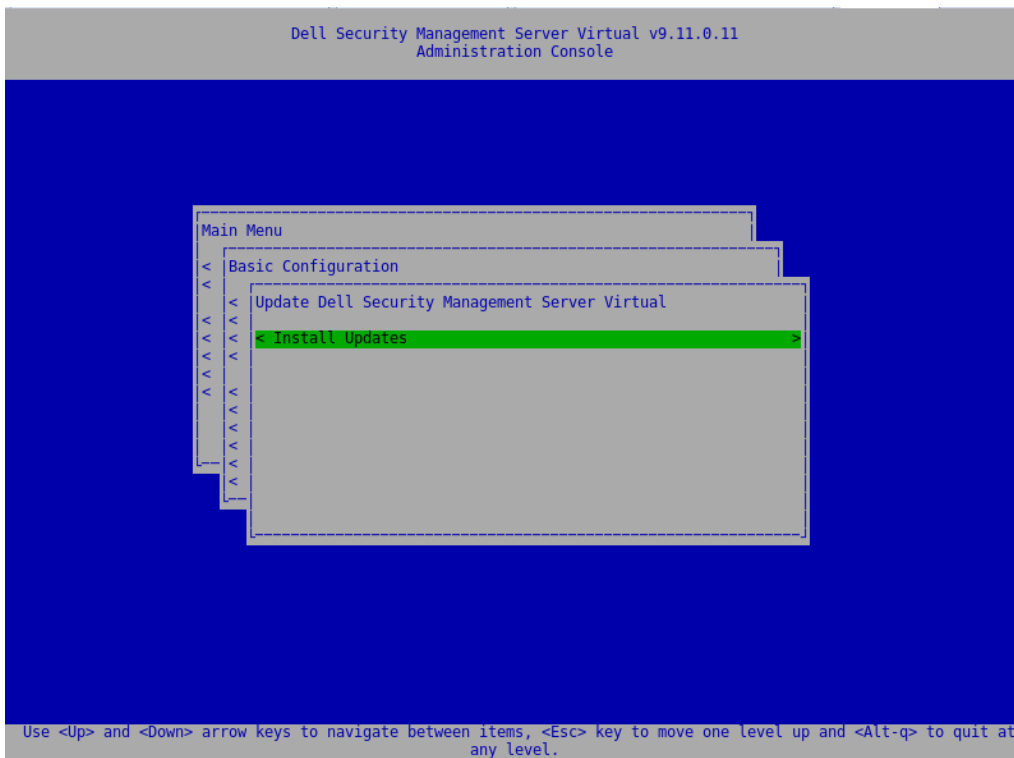 Dell Security Management Server Virtual v9.11.0.11
Administration Console
Main Menu
< Basic Configuration
<
< Update Dell Security Management Server Virtual
< <
< < < Install Updates >
< <
<
< <
<
<
<
<
<
Use <Up> and <Down> arrow keys to navigate between items, <Esc> key to move one level up and <Alt-q> to quit at
any level.